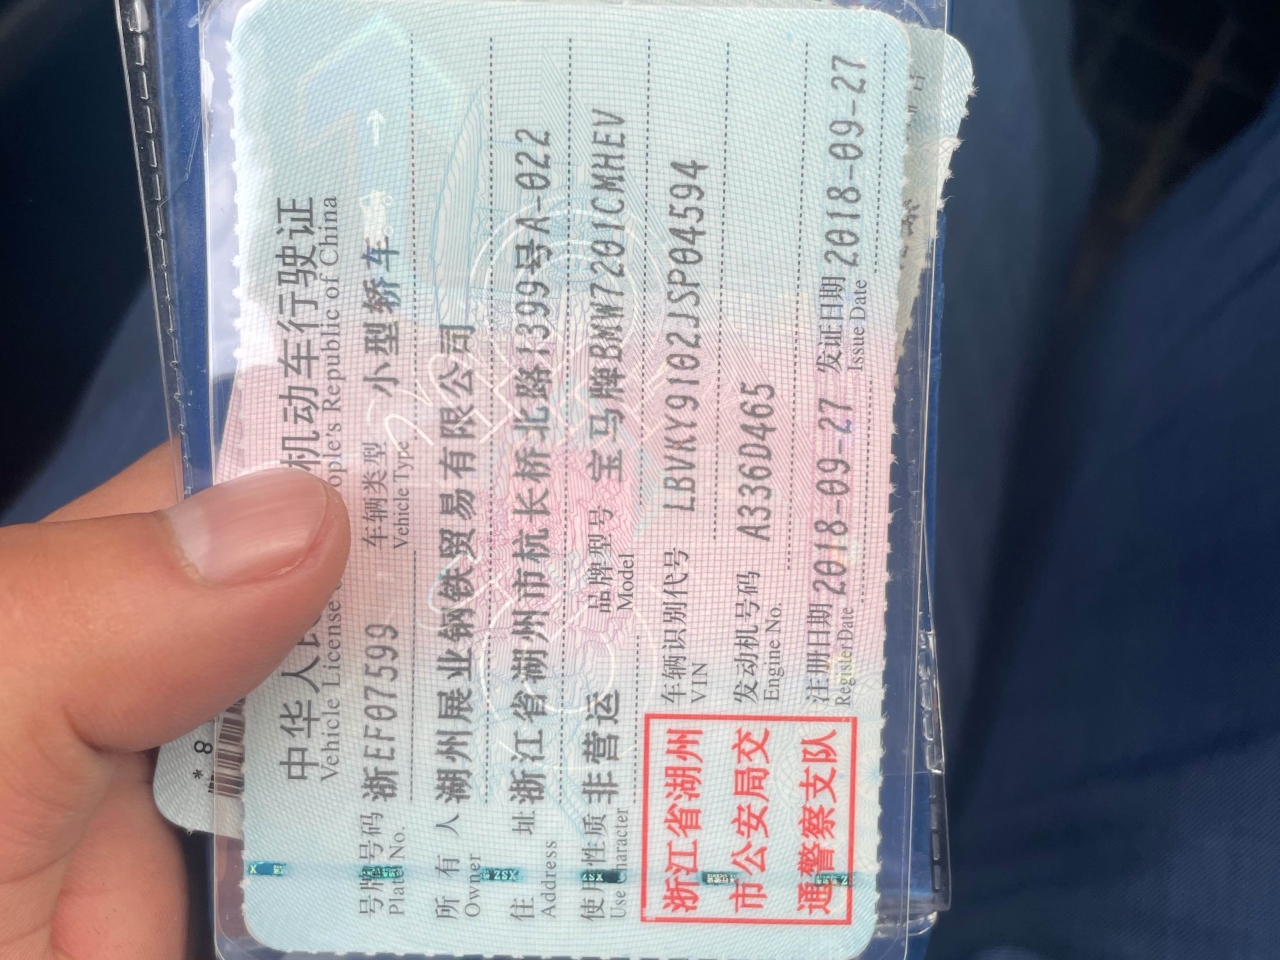 中华人民 机动车行驶证
Vehicle License People's Republic of China
号牌号码 浙EF07599 车辆类型 小型轿车
Plate No. Vehicle Type
所有人 湖州展业钢铁贸易有限公司
Owner
住址 浙江省湖州市杭长桥北路1399号A-022
Address
使用性质 非营运 品牌型号 宝马牌BMW7201CMHEV
Use Character Model
浙江省湖州
市公安局交
通警察支队
车辆识别代号 LBVKY9102JSP04594
VIN
发动机号码 A336D465
Engine No.
注册日期 2018-09-27 发证日期 2018-09-27
Register Date Issue Date
8*